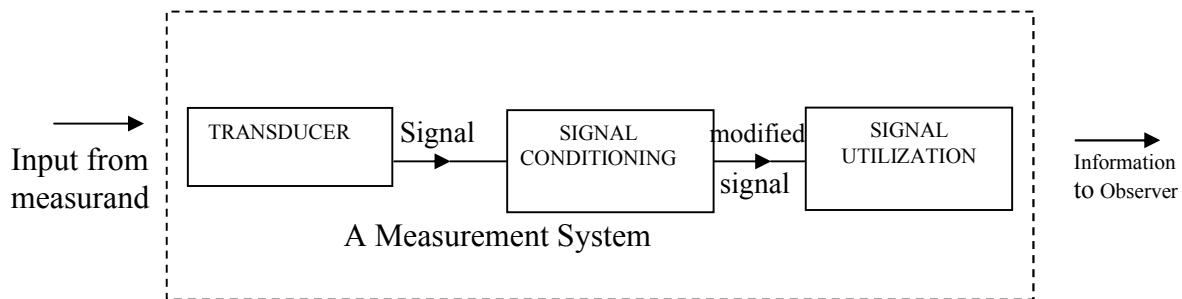 Input from
measurand
TRANSDUCER
Signal
SIGNAL
CONDITIONING
modified
signal
SIGNAL
UTILIZATION
Information
to Observer
A Measurement System